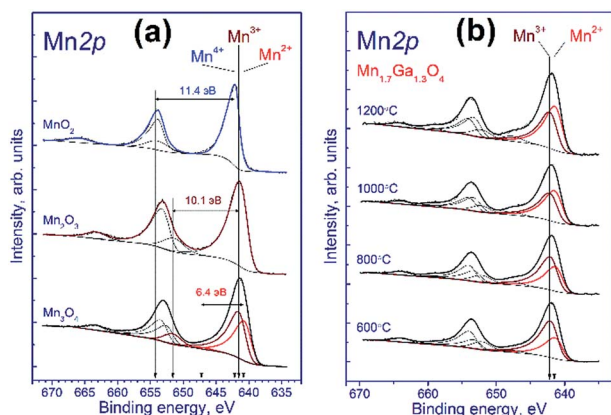 Mn2p
(a)
Mn³⁺
Mn⁴⁺
Mn²⁺
11.4 эВ
MnO₂
10.1 эВ
Mn₂O₃
6.4 эВ
Mn₃O₄
Intensity, arb. units
670 665 660 655 650 645 640 635
Binding energy, eV
Mn2p
(b)
Mn³⁺
Mn²⁺
Mn₁.₇Ga₁.₃O₄
1200°C
1000°C
800°C
600°C
Intensity, arb. units
670 660 650 640
Binding energy, eV